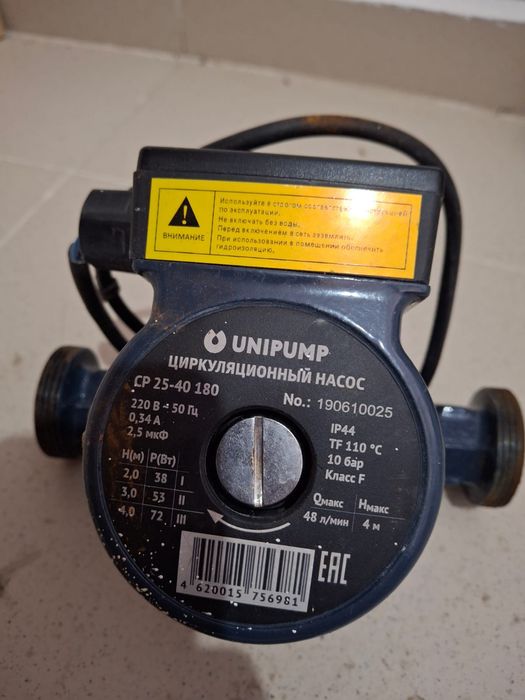 ВНИМАНИЕ
Используйте в строгом соответствии с инструкцией
по эксплуатации.
Не включать без воды.
Перед включением в сеть заземлить.
При использовании в помещении обеспечить
гидроизоляцию.
UNIPUMP
ЦИРКУЛЯЦИОННЫЙ НАСОС
CP 25-40 180
No.: 190610025
220 В ~ 50 Гц
0,34 А
2,5 мкФ
IP44
TF 110 °C
10 бар
Класс F
H(м) P(Вт)
2,0 38 I
3,0 53 II
4,0 72 III
Qмакс Hмакс
48 л/мин 4 м
EAC
4 620015 756981